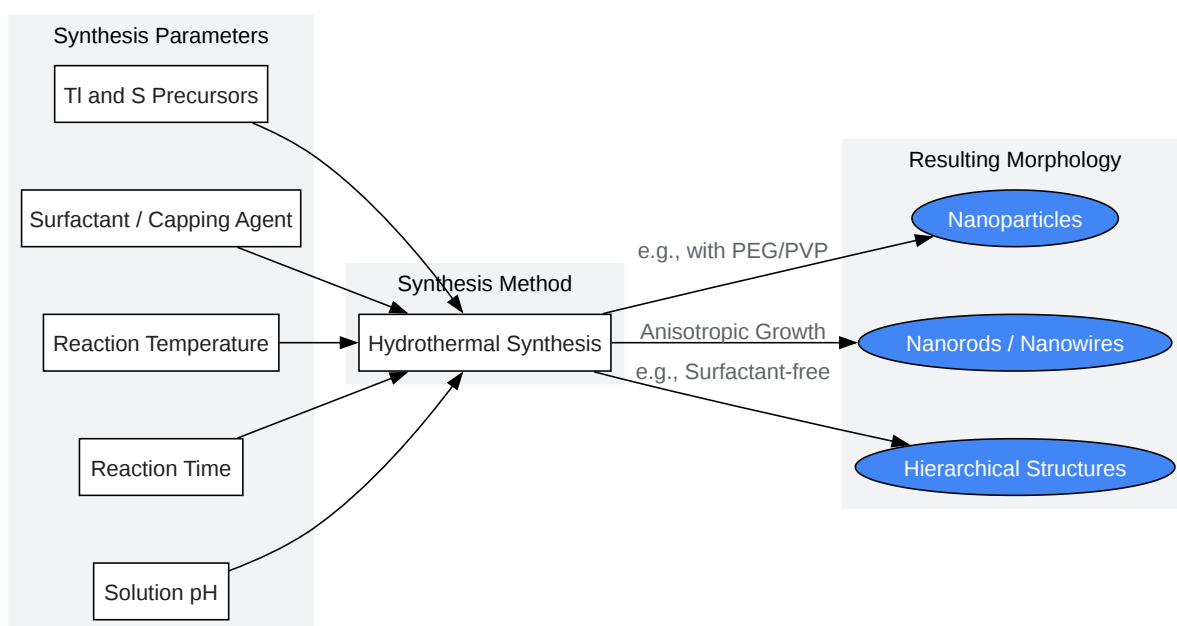 Synthesis Parameters
Tl and S Precursors
Surfactant / Capping Agent
Reaction Temperature
Reaction Time
Solution pH
Synthesis Method
Hydrothermal Synthesis
e.g., with PEG/PVP
Anisotropic Growth
e.g., Surfactant-free
Resulting Morphology
Nanoparticles
Nanorods / Nanowires
Hierarchical Structures